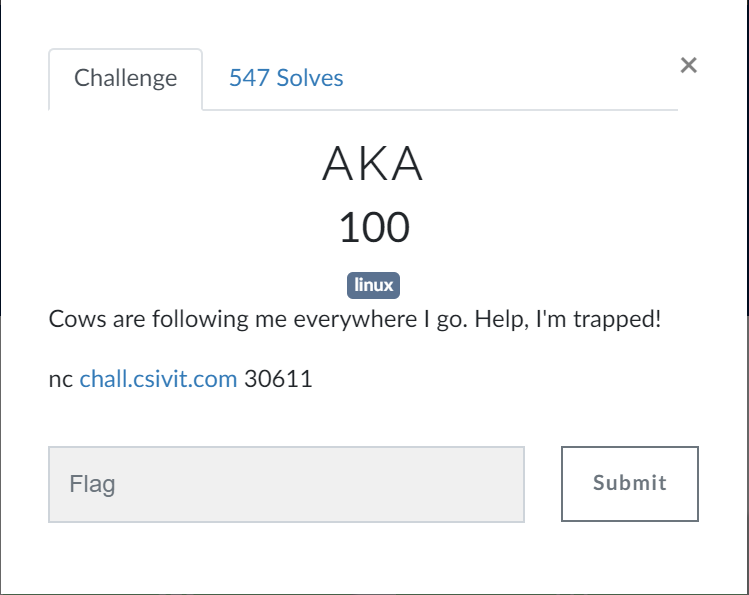 Challenge 547 Solves ×
AKA
100
linux
Cows are following me everywhere I go. Help, I'm trapped!
nc chall.csivit.com 30611
Flag Submit